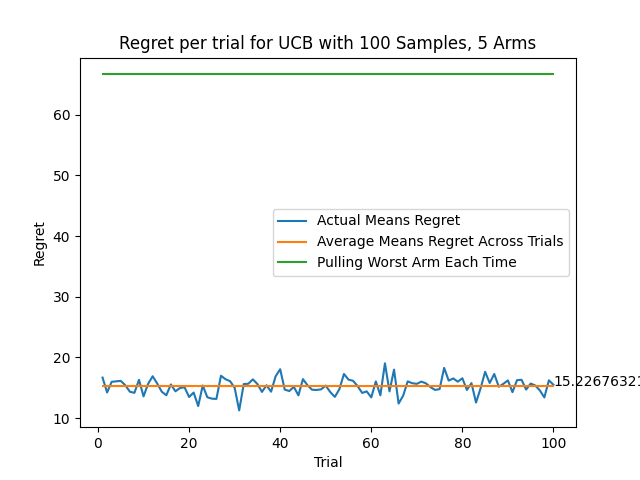 Regret per trial for UCB with 100 Samples, 5 Arms
60
50
40
30
20
10
Regret
Actual Means Regret
Average Means Regret Across Trials
Pulling Worst Arm Each Time
15.22676321
0
20
40
60
80
100
Trial